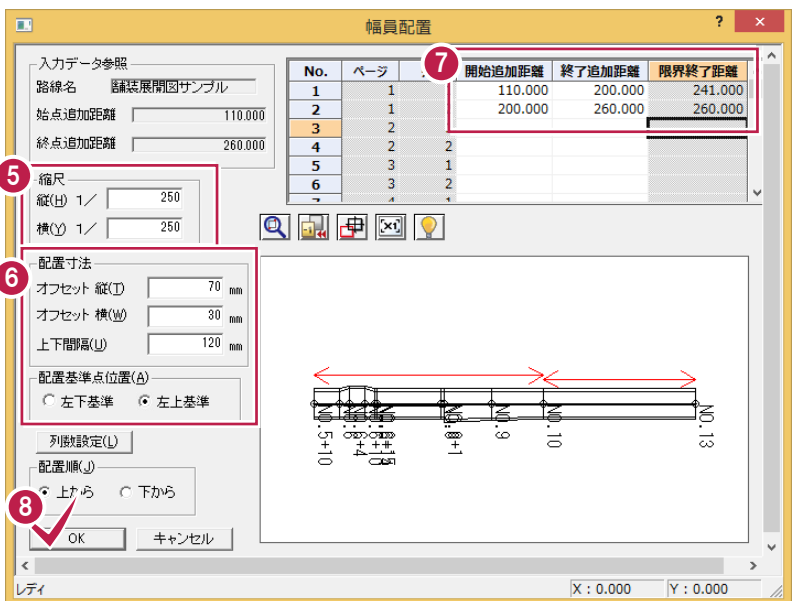 幅員配置
? ×
入力データ参照
路線名 舗装展開図サンプル
始点追加距離 110.000
終点追加距離 260.000
7
No. ページ 開始追加距離 終了追加距離 限界終了距離
1 1 110.000 200.000 241.000
2 1 200.000 260.000 260.000
3 2
4 2 2
5 3 1
6 3 2
5
縮尺
縦(H) 1/ 250
横(Y) 1/ 250
6
配置寸法
オフセット 縦(T) 70 mm
オフセット 横(W) 30 mm
上下間隔(U) 120 mm
配置基準点位置(A)
左下基準 左上基準
列数設定(L)
配置順(J)
上から 下から
8
OK キャンセル
NO.5+10
NO.8+1
NO.9
NO.10
NO.13
レディ X : 0.000 Y : 0.000